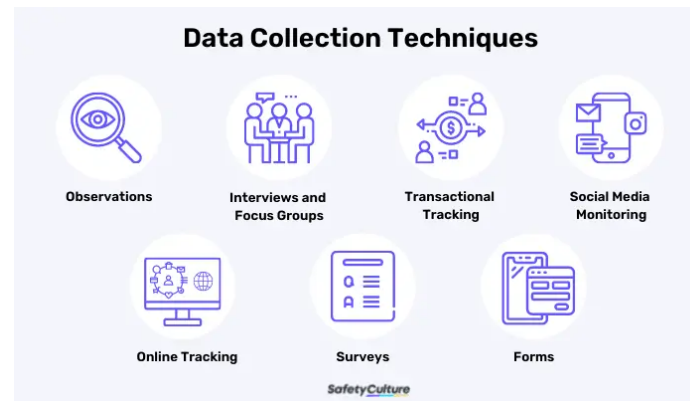 Data Collection Techniques
Observations
Interviews and
Focus Groups
Transactional
Tracking
Social Media
Monitoring
Online Tracking
Surveys
Forms
SafetyCulture